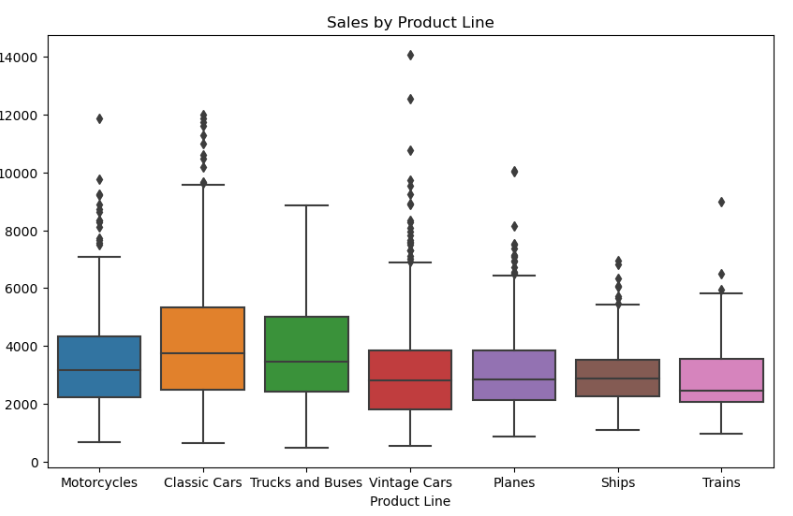 Sales by Product Line
14000
12000
10000
8000
6000
4000
2000
0
Motorcycles Classic Cars Trucks and Buses Vintage Cars Planes Ships Trains
Product Line